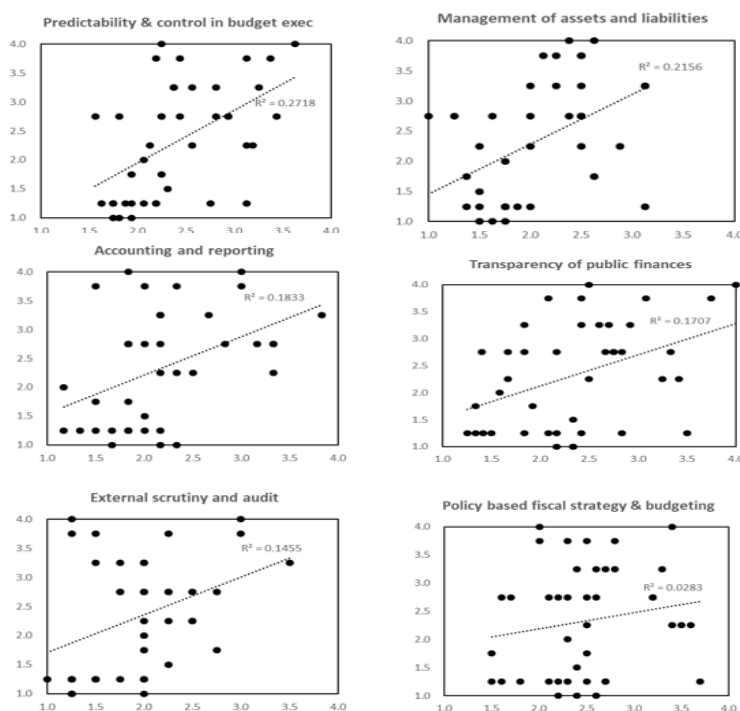 Predictability & control in budget exec
4.0
3.5
3.0
2.5
2.0
1.5
1.0
R² = 0.2718
1.0 1.5 2.0 2.5 3.0 3.5 4.0
Management of assets and liabilities
4.0
3.5
3.0
2.5
2.0
1.5
1.0
R² = 0.2156
1.0 1.5 2.0 2.5 3.0 3.5 4.0
Accounting and reporting
4.0
3.5
3.0
2.5
2.0
1.5
1.0
R² = 0.1833
1.0 1.5 2.0 2.5 3.0 3.5 4.0
Transparency of public finances
4.0
3.5
3.0
2.5
2.0
1.5
1.0
R² = 0.1707
1.0 1.5 2.0 2.5 3.0 3.5 4.0
External scrutiny and audit
4.0
3.5
3.0
2.5
2.0
1.5
1.0
R² = 0.1455
1.0 1.5 2.0 2.5 3.0 3.5 4.0
Policy based fiscal strategy & budgeting
4.0
3.5
3.0
2.5
2.0
1.5
1.0
R² = 0.0283
1.0 1.5 2.0 2.5 3.0 3.5 4.0